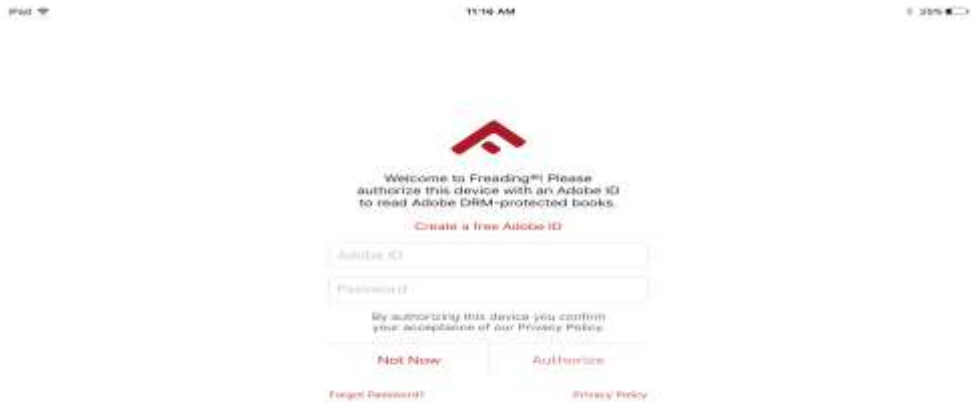 iPad
11:16 AM
35%
Welcome to Freading®! Please
authorize this device with an Adobe ID
to read Adobe DRM-protected books.
Create a free Adobe ID
Adobe ID
Password
By authorizing this device you confirm
your acceptance of our Privacy Policy.
Not Now
Authorize
Forgot Password?
Privacy Policy